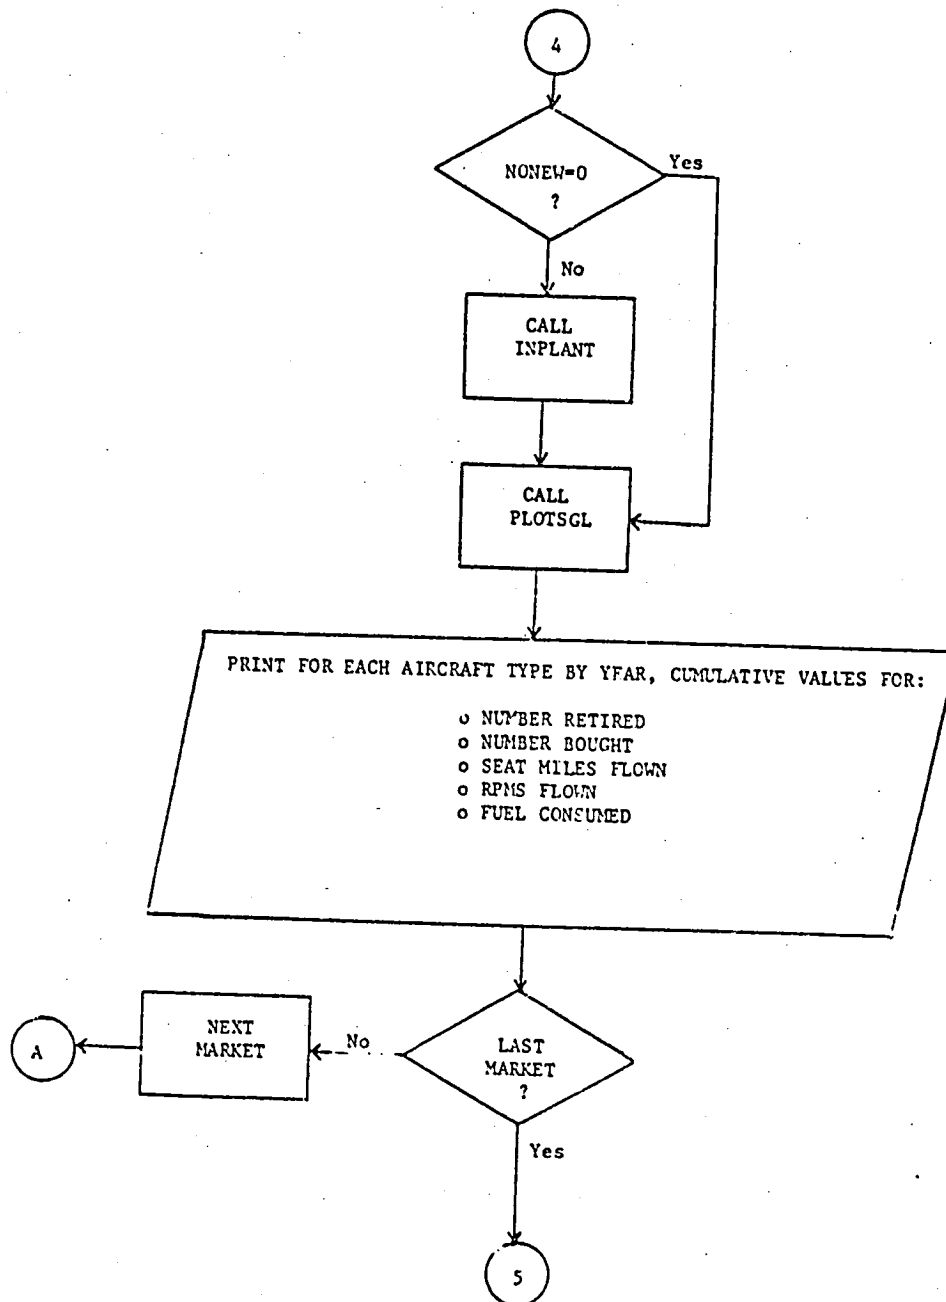 4
NONEW=0
?
Yes
No
CALL
INPLANT
CALL
PLOTSGL
PRINT FOR EACH AIRCRAFT TYPE BY YEAR, CUMULATIVE VALUES FOR:
o NUMBER RETIRED
o NUMBER BOUGHT
o SEAT MILES FLOWN
o RPMS FLOWN
o FUEL CONSUMED
A
NEXT
MARKET
No
LAST
MARKET
?
Yes
5